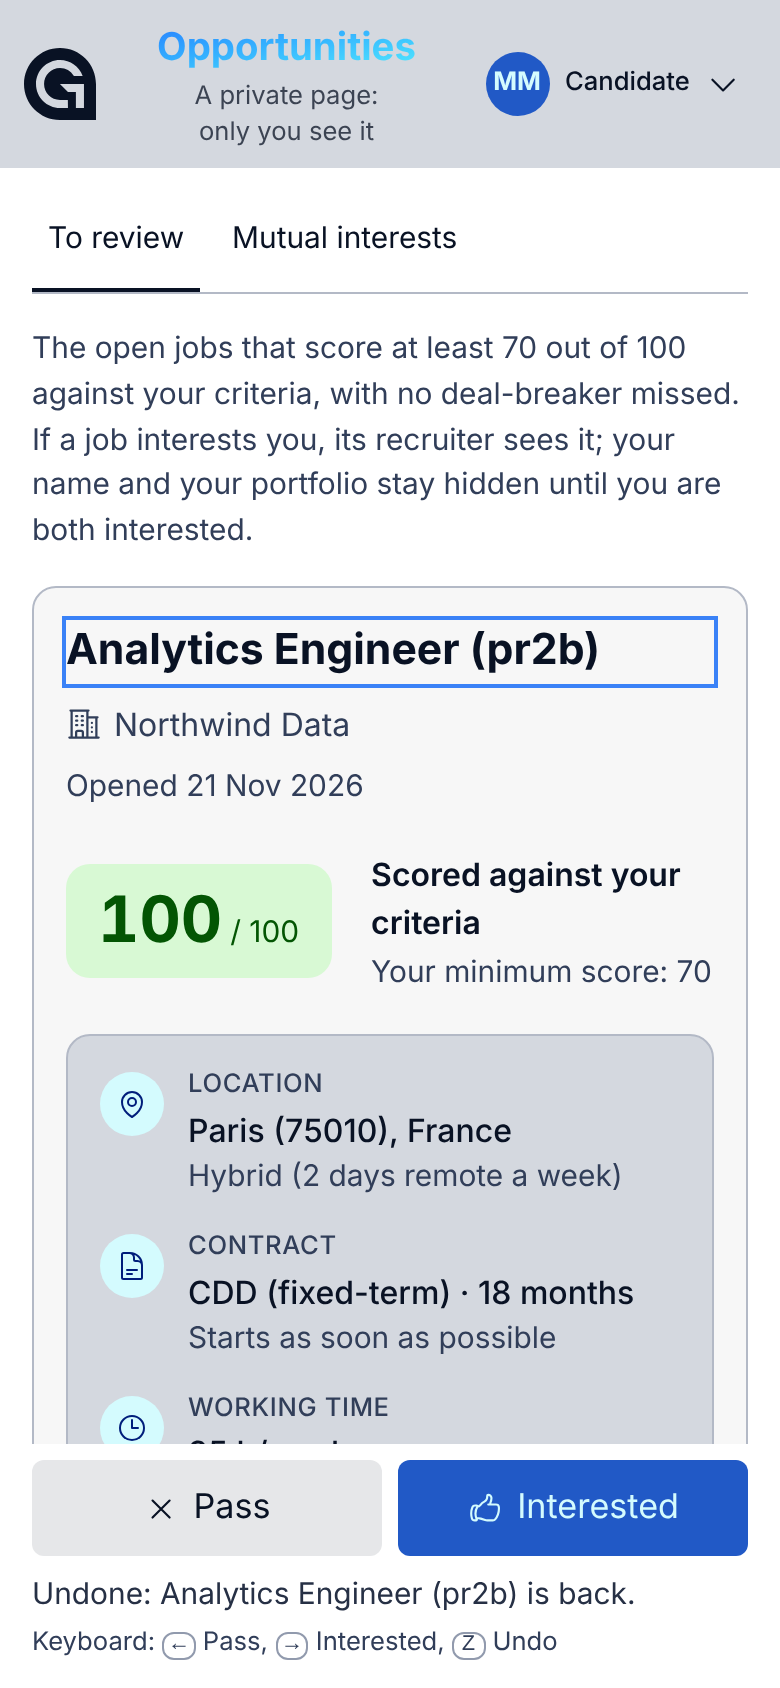 Opportunities
A private page:
only you see it
MM
Candidate
To review
Mutual interests
The open jobs that score at least 70 out of 100
against your criteria, with no deal-breaker missed.
If a job interests you, its recruiter sees it; your
name and your portfolio stay hidden until you are
both interested.
Analytics Engineer (pr2b)
Northwind Data
Opened 21 Nov 2026
100 / 100
Scored against your
criteria
Your minimum score: 70
LOCATION
Paris (75010), France
Hybrid (2 days remote a week)
CONTRACT
CDD (fixed-term) · 18 months
Starts as soon as possible
WORKING TIME
Pass
Interested
Undone: Analytics Engineer (pr2b) is back.
Keyboard: ← Pass, → Interested, Z Undo